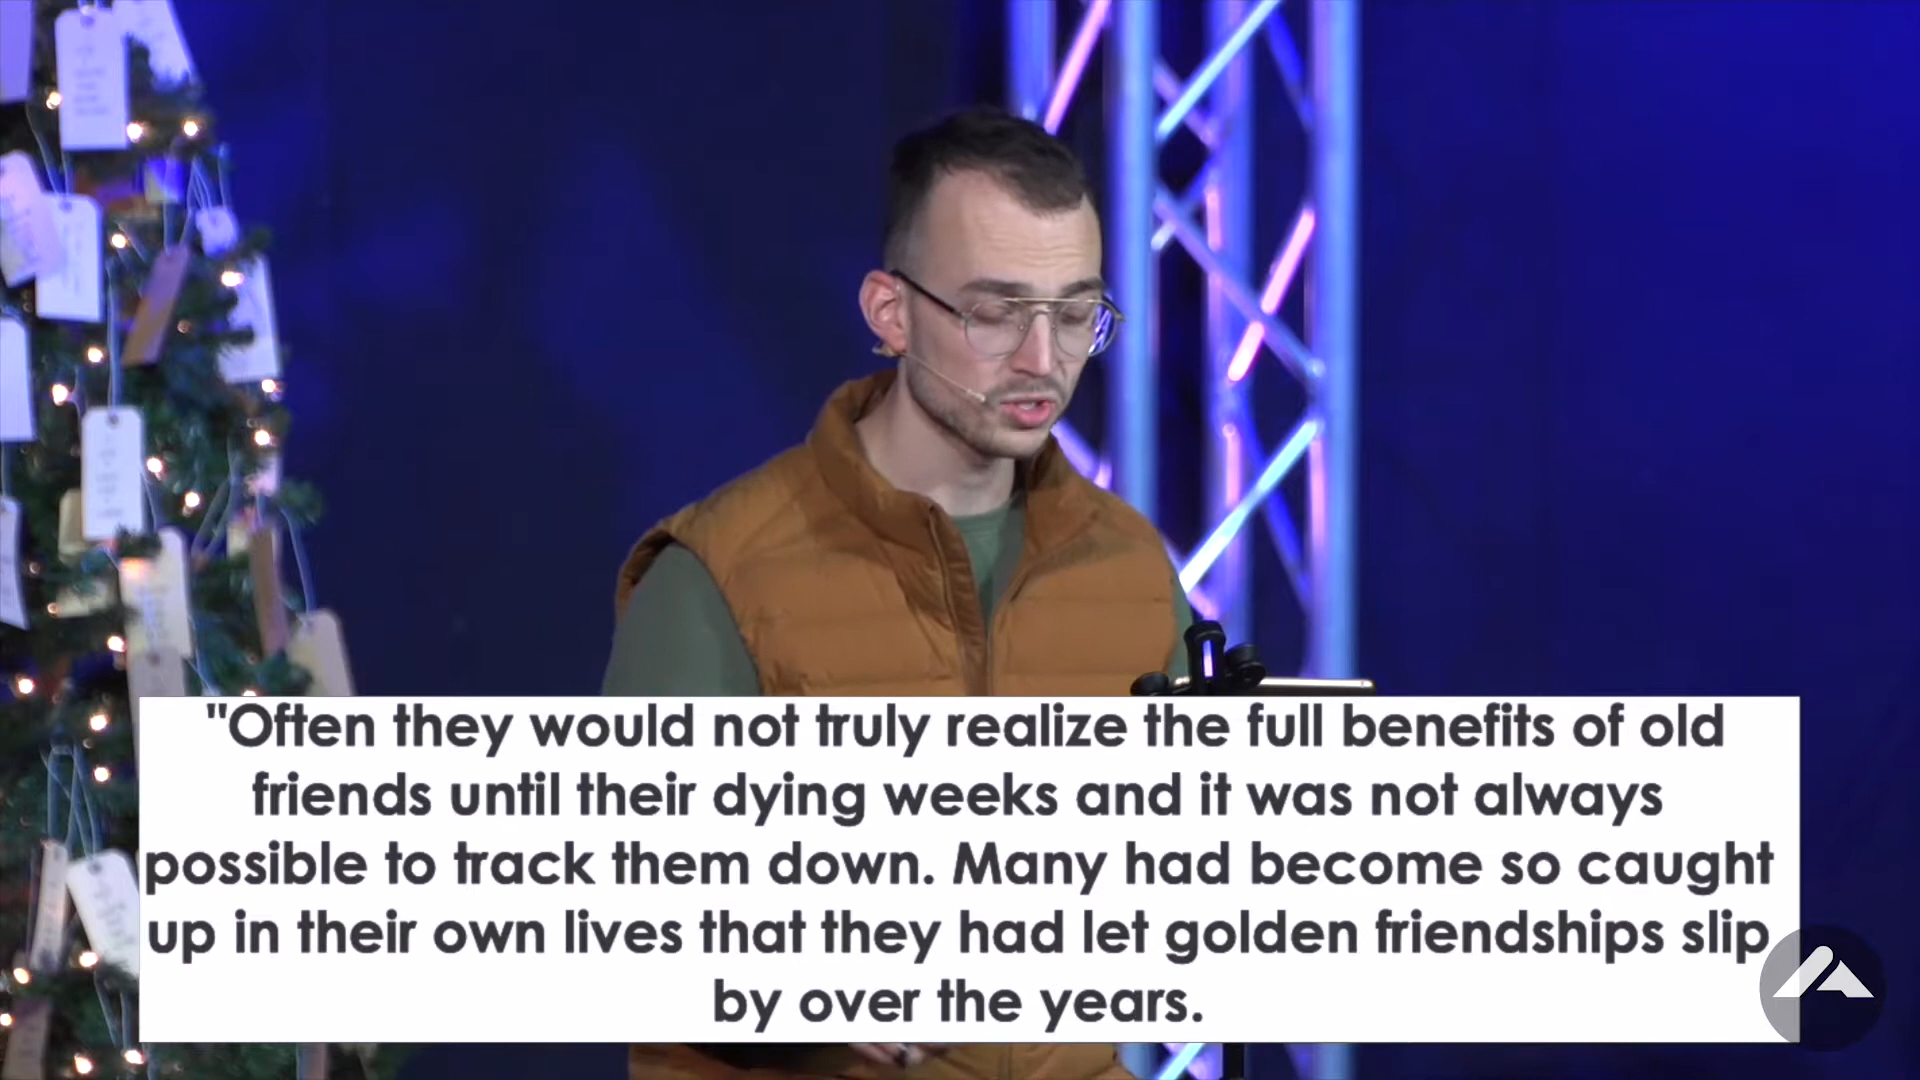 "Often they would not truly realize the full benefits of old
friends until their dying weeks and it was not always
possible to track them down. Many had become so caught
up in their own lives that they had let golden friendships slip
by over the years.